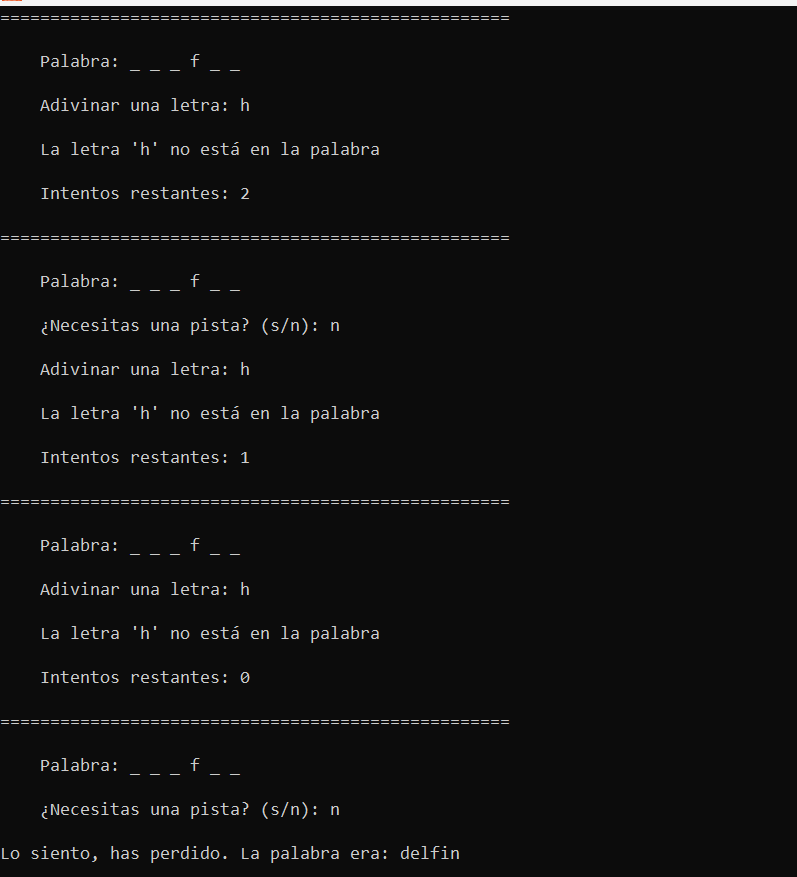 ===================================================
Palabra: _ _ _ f _ _
Adivinar una letra: h
La letra 'h' no está en la palabra
Intentos restantes: 2
===================================================
Palabra: _ _ _ f _ _
¿Necesitas una pista? (s/n): n
Adivinar una letra: h
La letra 'h' no está en la palabra
Intentos restantes: 1
===================================================
Palabra: _ _ _ f _ _
Adivinar una letra: h
La letra 'h' no está en la palabra
Intentos restantes: 0
===================================================
Palabra: _ _ _ f _ _
¿Necesitas una pista? (s/n): n
Lo siento, has perdido. La palabra era: delfin